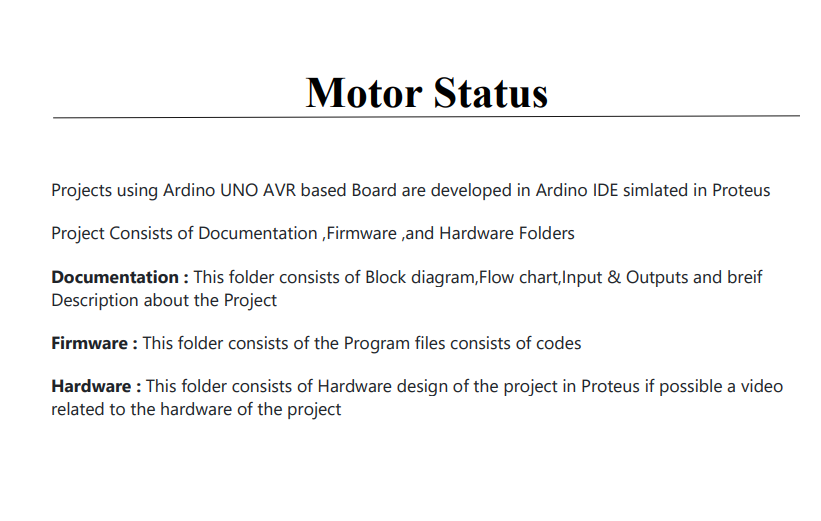 Motor Status
Projects using Ardino UNO AVR based Board are developed in Ardino IDE simlated in Proteus
Project Consists of Documentation ,Firmware ,and Hardware Folders
Documentation : This folder consists of Block diagram,Flow chart,Input & Outputs and breif
Description about the Project
Firmware : This folder consists of the Program files consists of codes
Hardware : This folder consists of Hardware design of the project in Proteus if possible a video
related to the hardware of the project